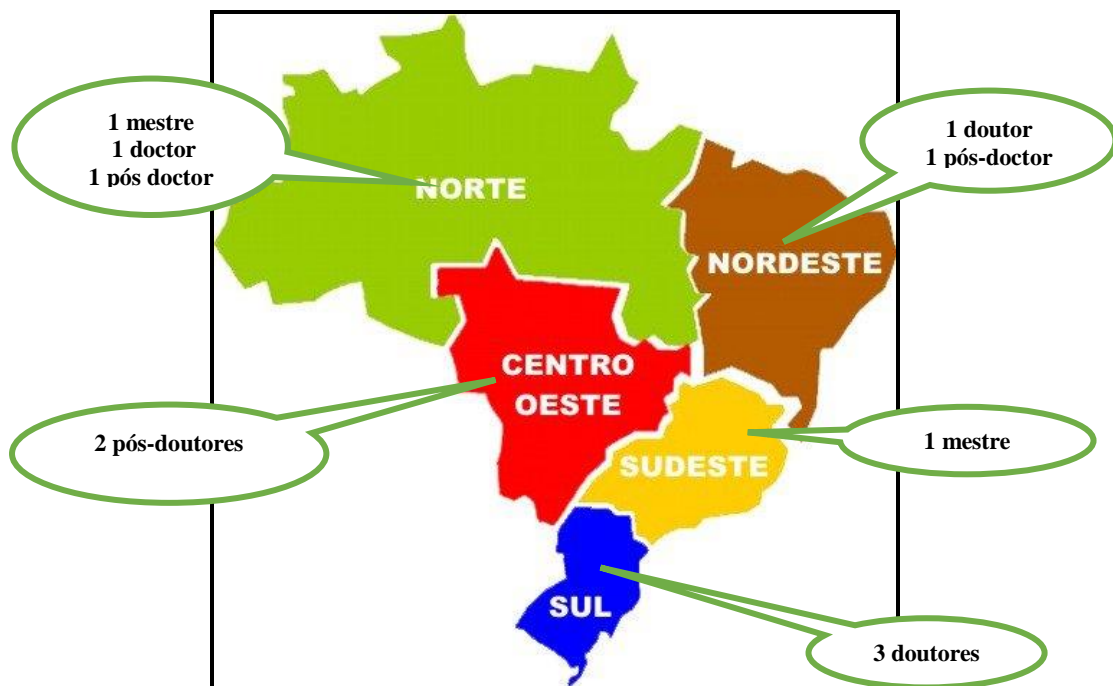 1 mestre
1 doctor
1 pós doctor
1 doutor
1 pós-doctor
NORTE
NORDESTE
CENTRO
OESTE
2 pós-doutores
1 mestre
SUDESTE
SUL
3 doutores